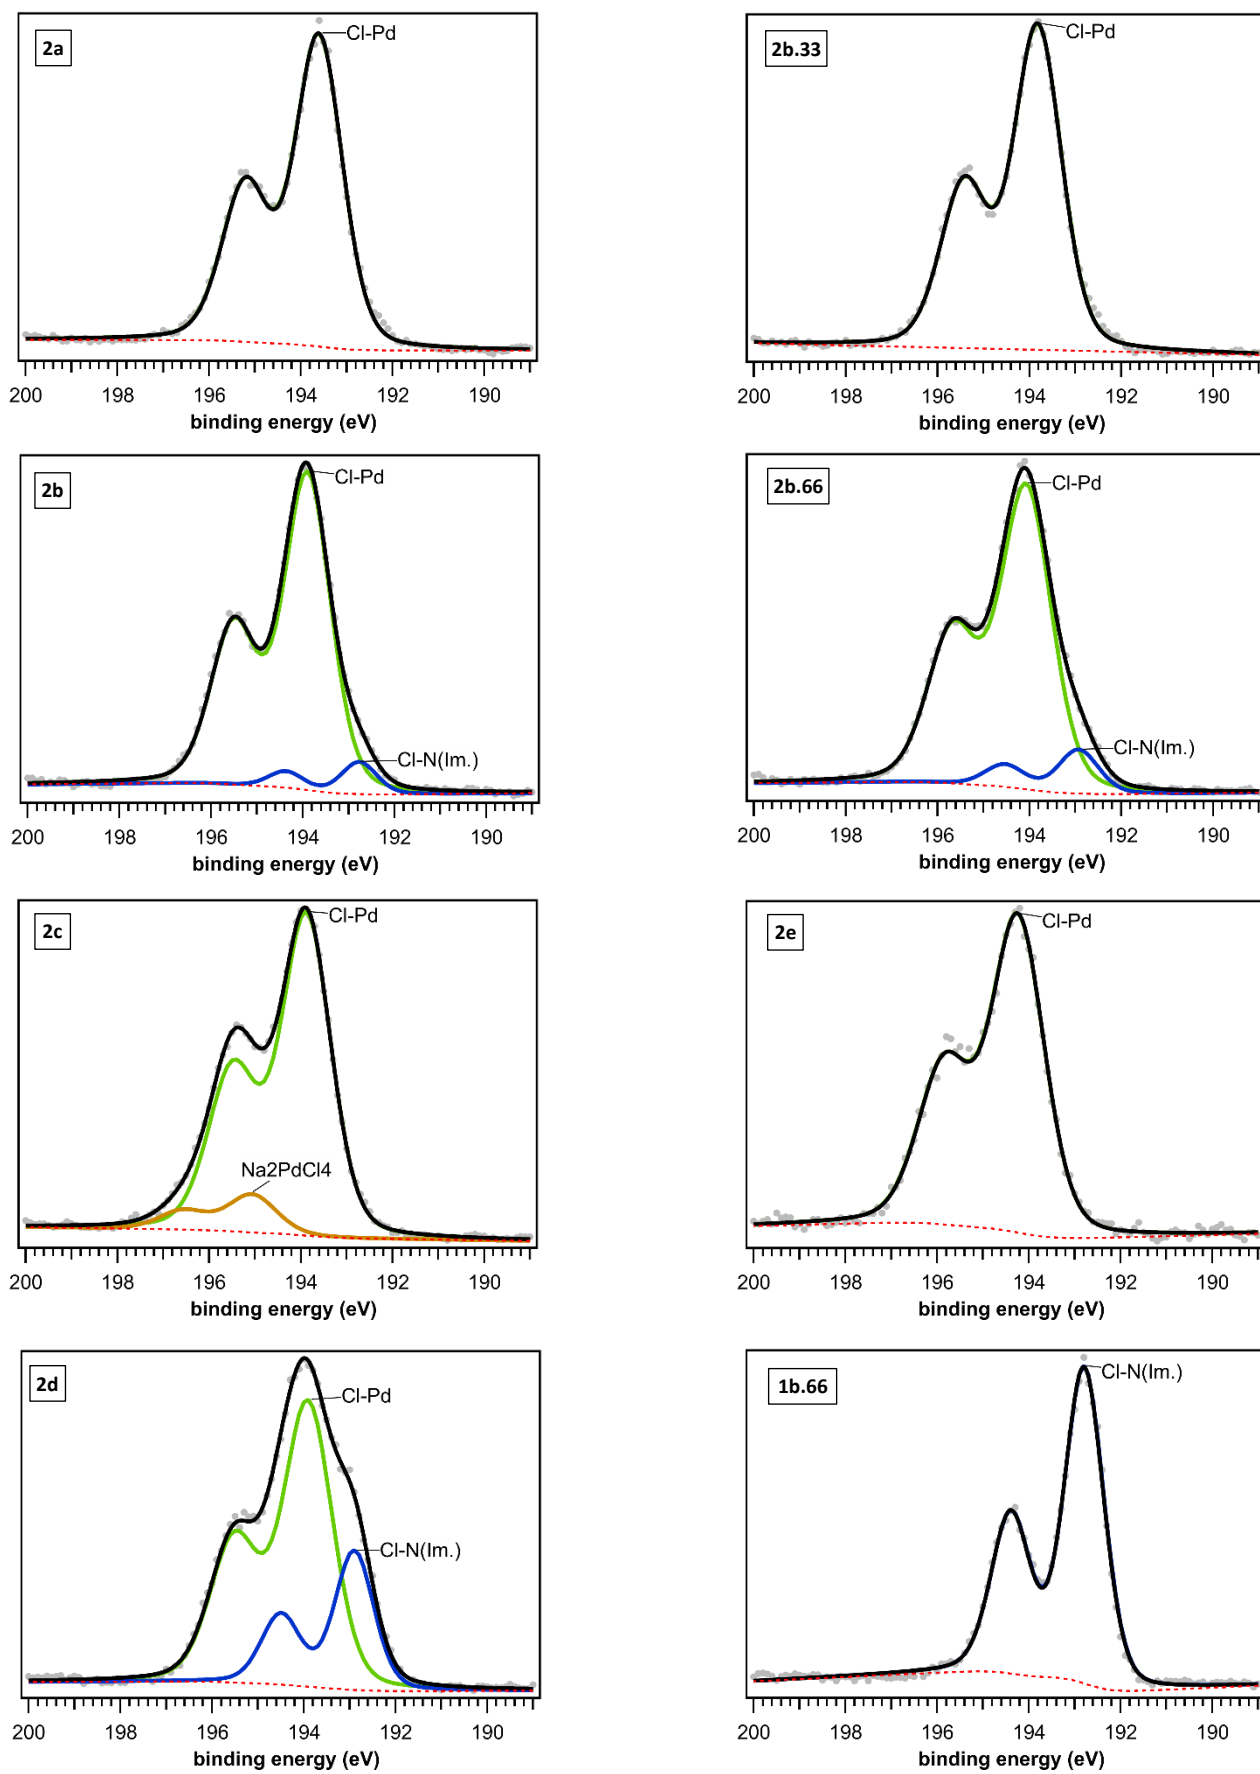 2a
Cl-Pd
200 198 196 194 192 190
binding energy (eV)
2b.33
Cl-Pd
200 198 196 194 192 190
binding energy (eV)
2b
Cl-Pd
Cl-N(Im.)
200 198 196 194 192 190
binding energy (eV)
2b.66
Cl-Pd
Cl-N(Im.)
200 198 196 194 192 190
binding energy (eV)
2c
Cl-Pd
Na2PdCl4
200 198 196 194 192 190
binding energy (eV)
2e
Cl-Pd
200 198 196 194 192 190
binding energy (eV)
2d
Cl-Pd
Cl-N(Im.)
200 198 196 194 192 190
binding energy (eV)
1b.66
Cl-N(Im.)
200 198 196 194 192 190
binding energy (eV)